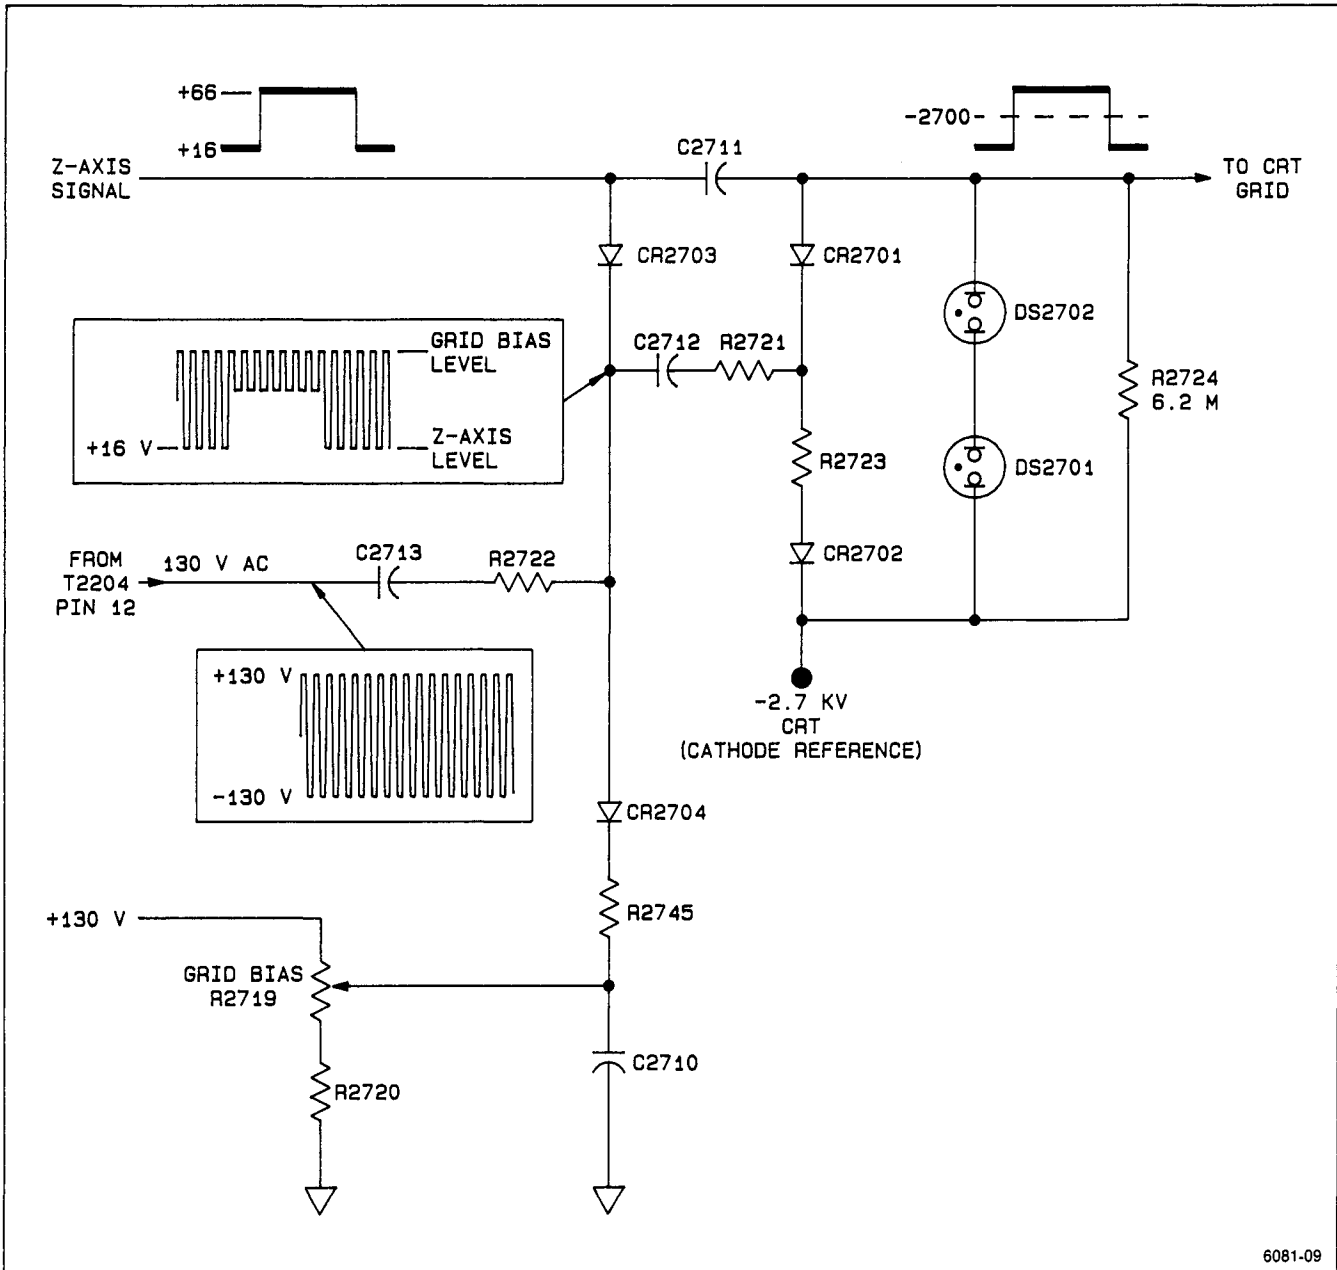 +66
+16
Z-AXIS
SIGNAL
C2711
-2700
TO CRT
GRID
CR2703
CR2701
DS2702
GRID BIAS
LEVEL
+16 V
Z-AXIS
LEVEL
C2712
R2721
R2724
6.2 M
R2723
DS2701
FROM
T2204
PIN 12
130 V AC
C2713
R2722
CR2702
+130 V
-130 V
-2.7 KV
CRT
(CATHODE REFERENCE)
CR2704
R2745
+130 V
GRID BIAS
R2719
R2720
C2710
6081-09